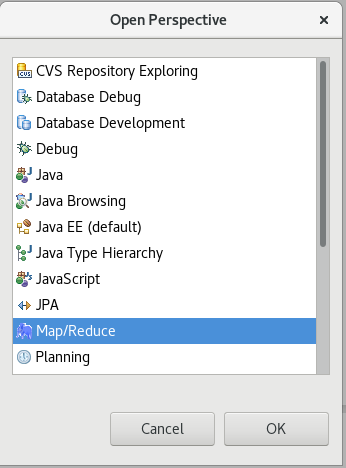 Open Perspective
CVS Repository Exploring
Database Debug
Database Development
Debug
Java
Java Browsing
Java EE (default)
Java Type Hierarchy
JavaScript
JPA
Map/Reduce
Planning
Cancel OK